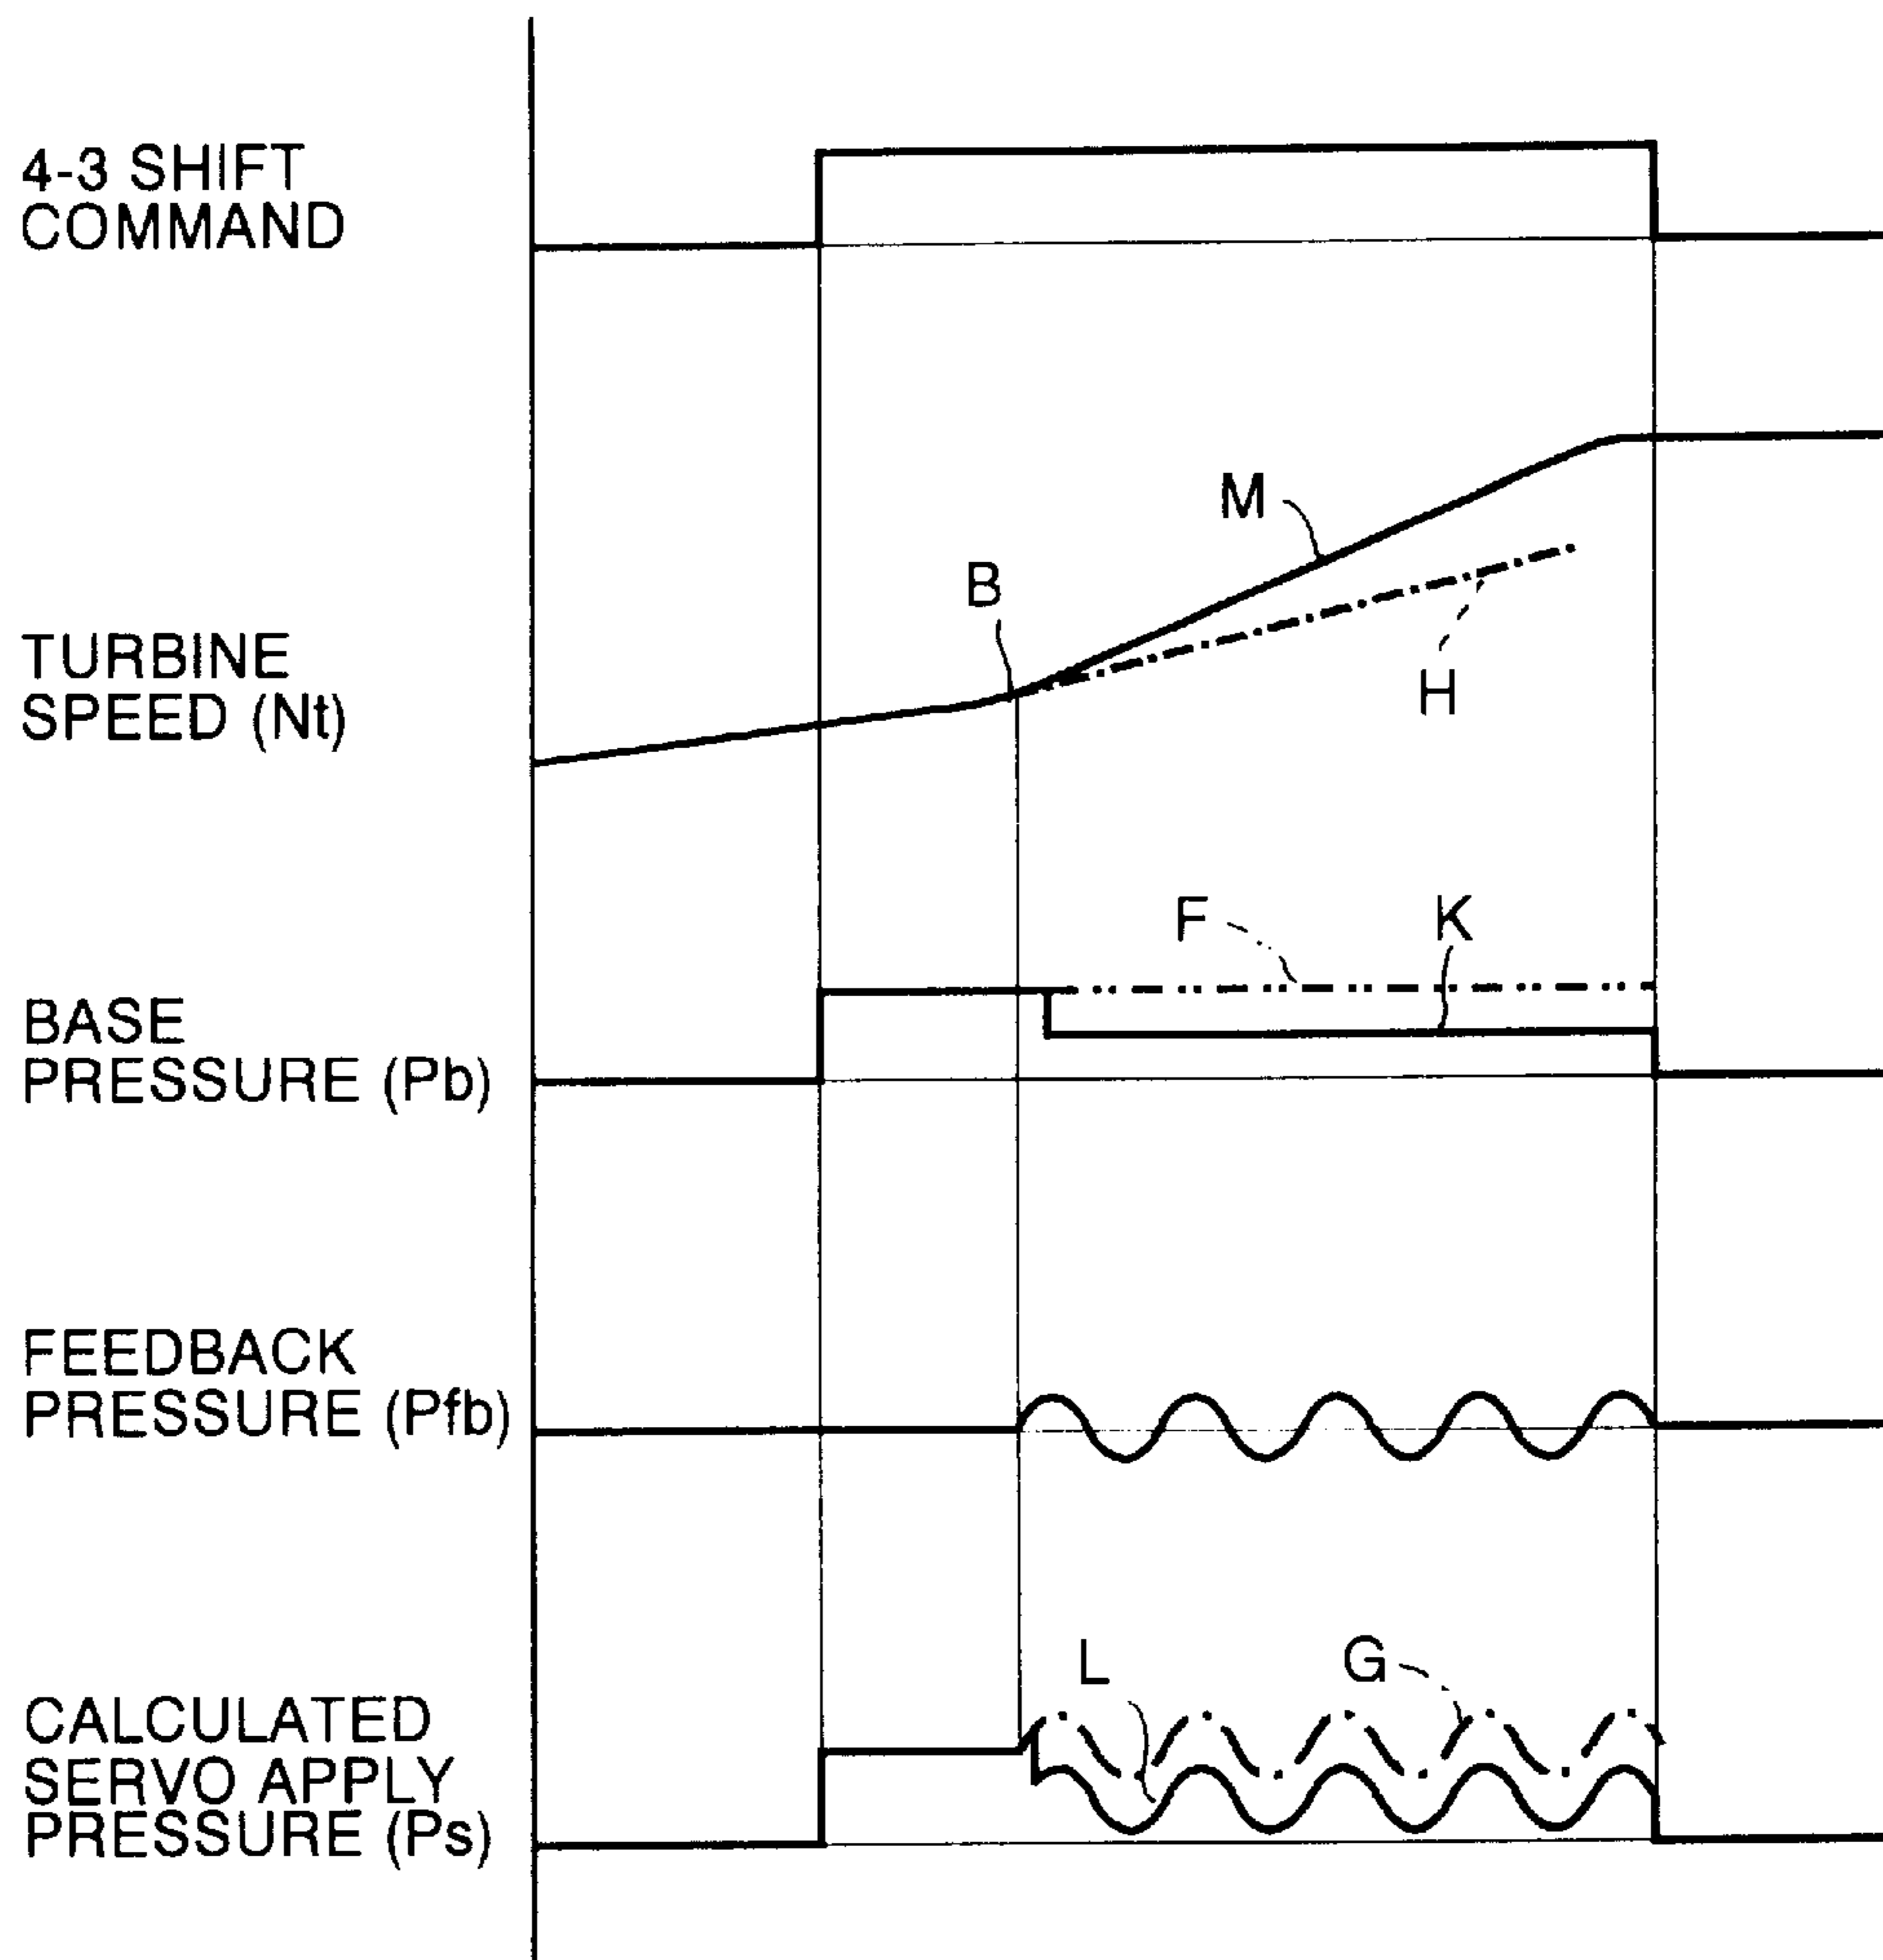 4-3 SHIFT
COMMAND
M
B
TURBINE
SPEED (Nt)
H
F
K
BASE
PRESSURE (Pb)
FEEDBACK
PRESSURE (Pfb)
L
G
CALCULATED
SERVO APPLY
PRESSURE (Ps)